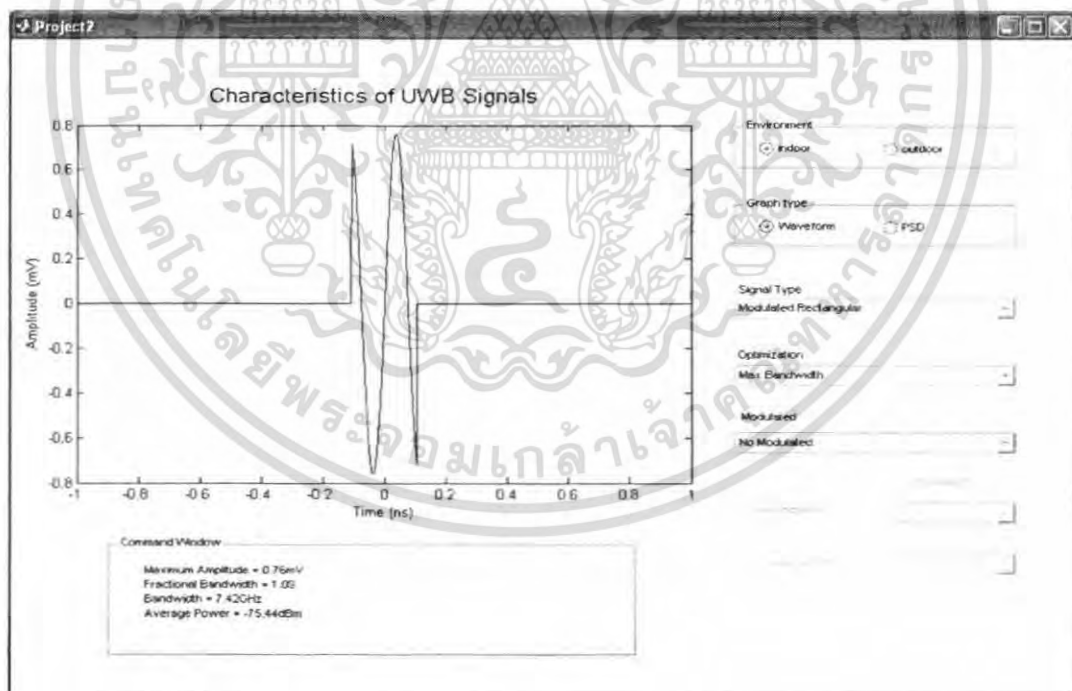 Project2
Characteristics of UWB Signals
0.8
0.6
0.4
0.2
0
-0.2
-0.4
-0.6
-0.8
-1 -0.8 -0.6 -0.4 -0.2 0 0.2 0.4 0.6 0.8 1
Amplitude (mV)
Time (ns)
Environment
indoor outdoor
Graph type
Waveform PSD
Signal Type
Modulated Rectangular
Optimization
Max Bandwidth
Modulated
No Modulated
Command Window
Maximum Amplitude = 0.76mV
Fractional Bandwidth = 1.03
Bandwidth = 7.42GHz
Average Power = -75.44dBm